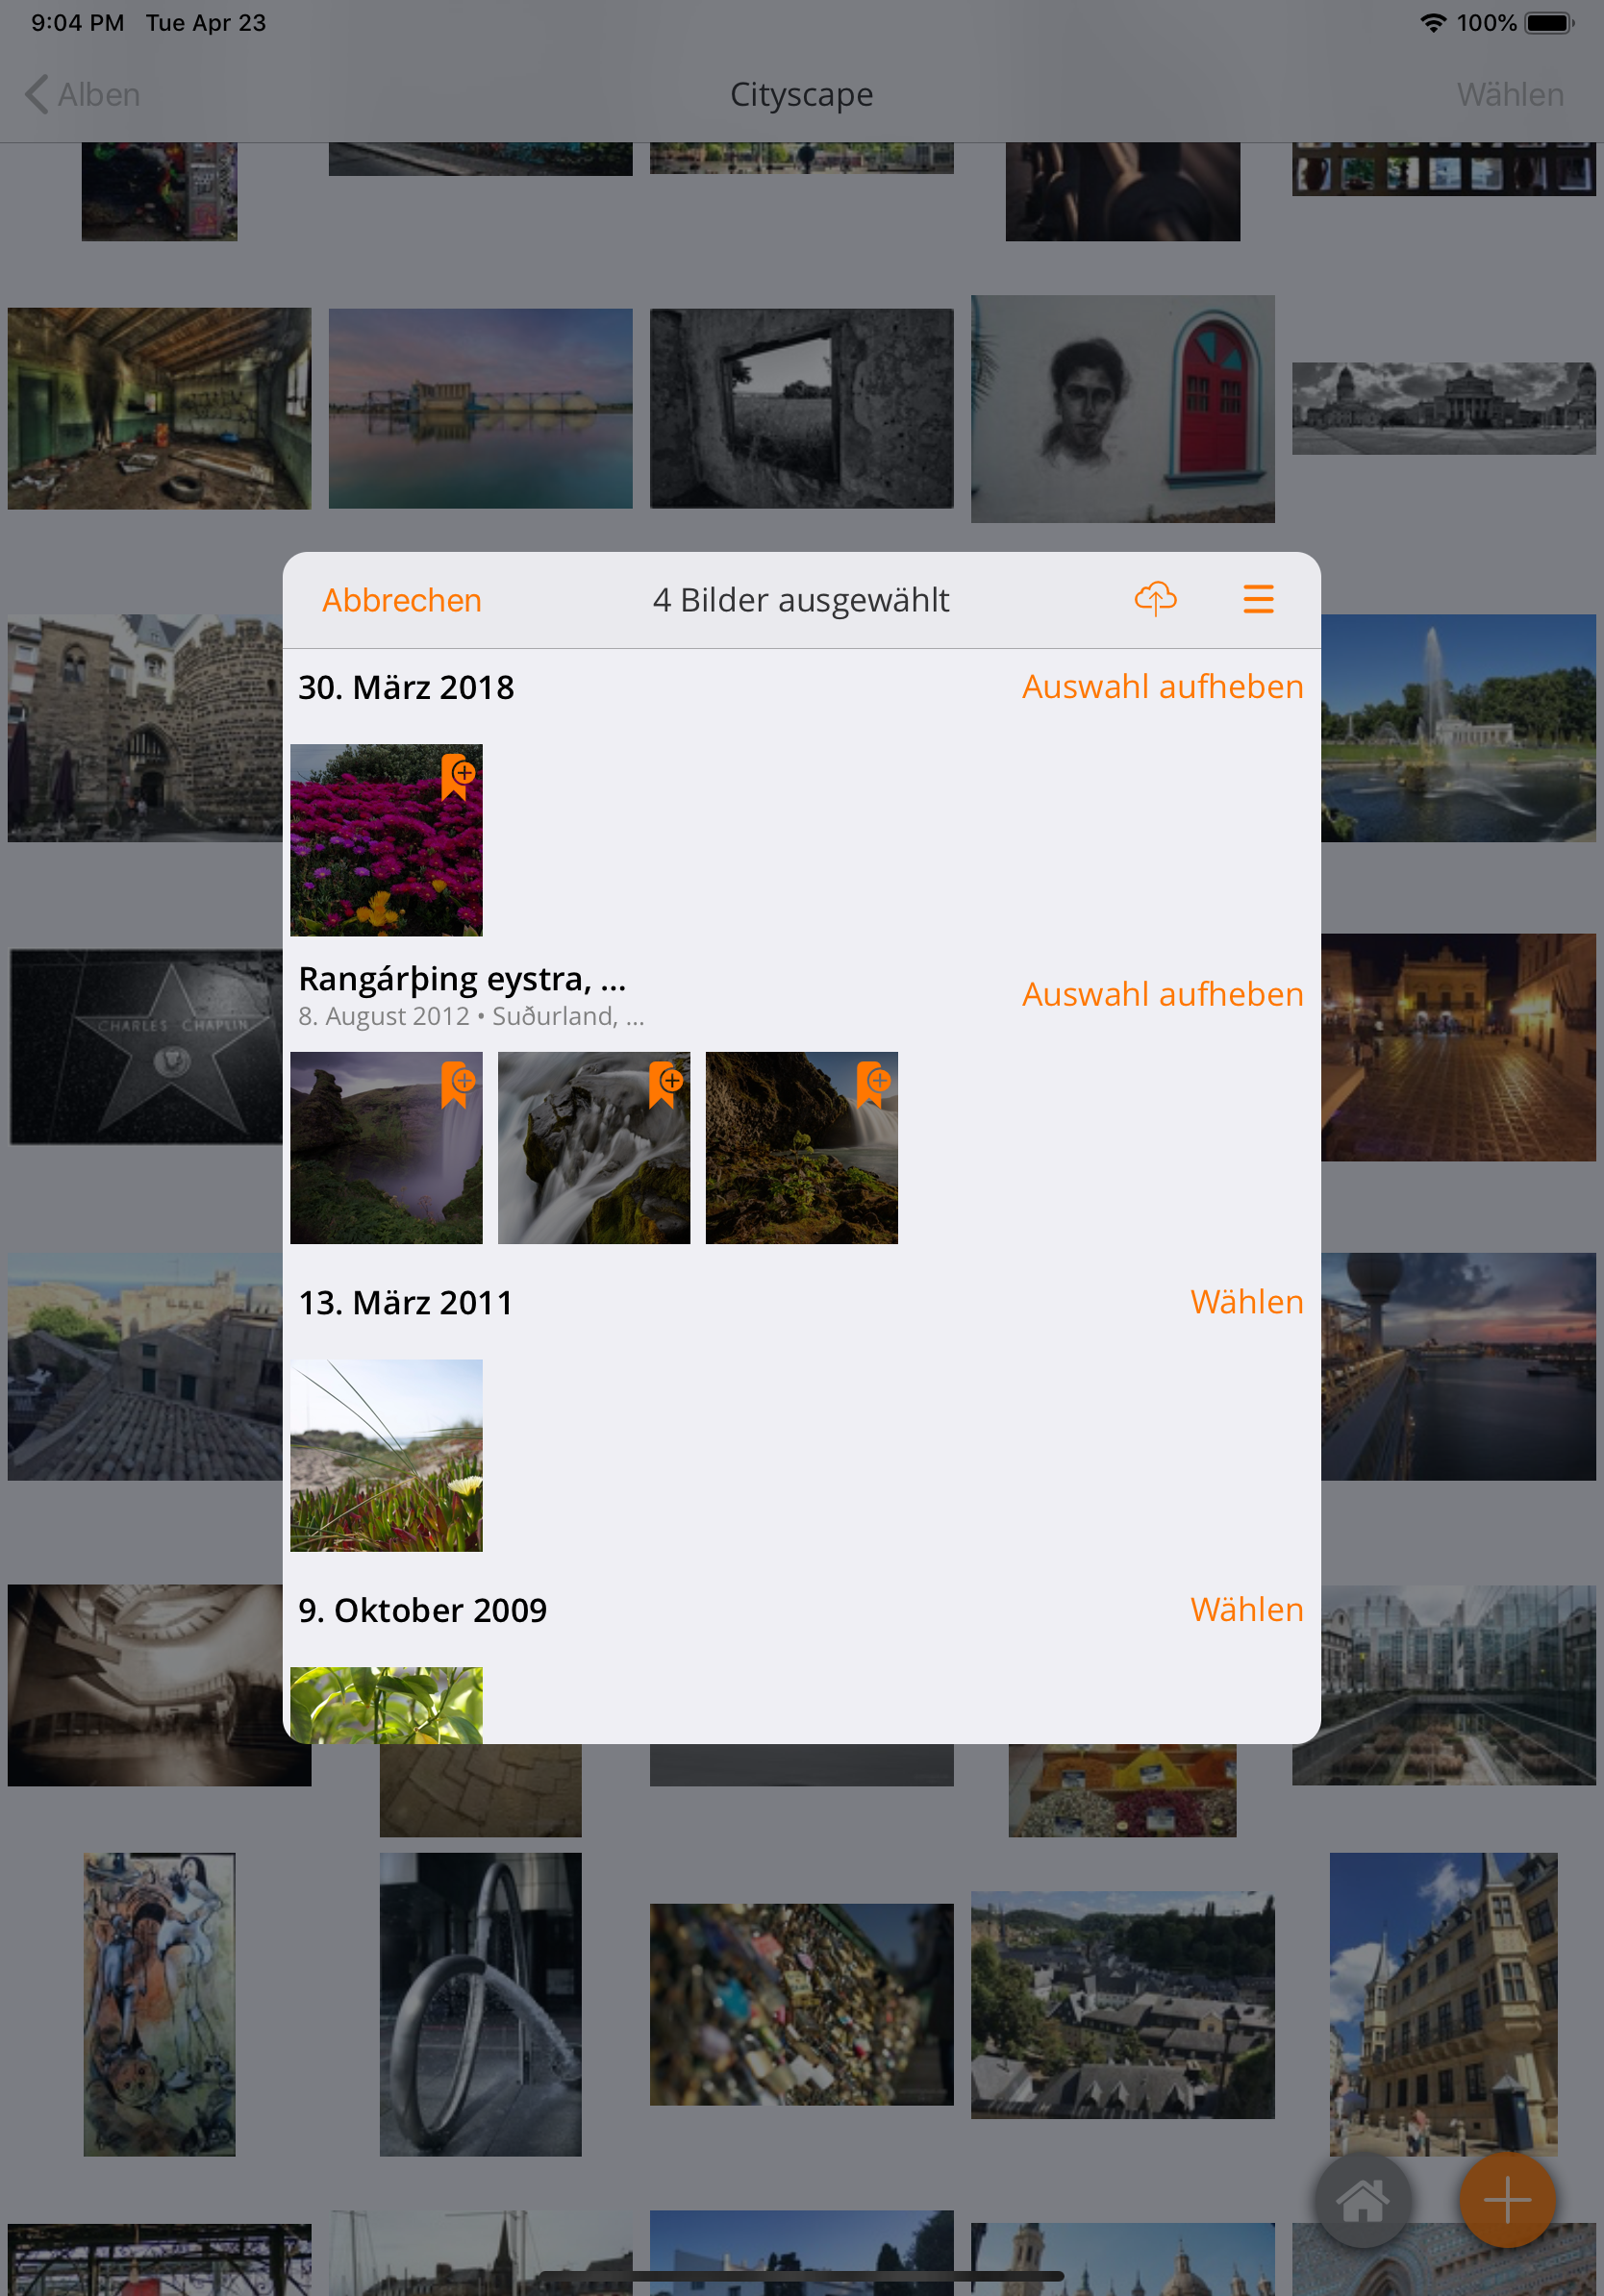 9:04 PM Tue Apr 23 100%
Alben Cityscape Wählen
Abbrechen 4 Bilder ausgewählt
30. März 2018 Auswahl aufheben
Rangárþing eystra, ...
8. August 2012 • Suðurland, ...
Auswahl aufheben
CHARLES CHAPLIN
13. März 2011 Wählen
9. Oktober 2009 Wählen